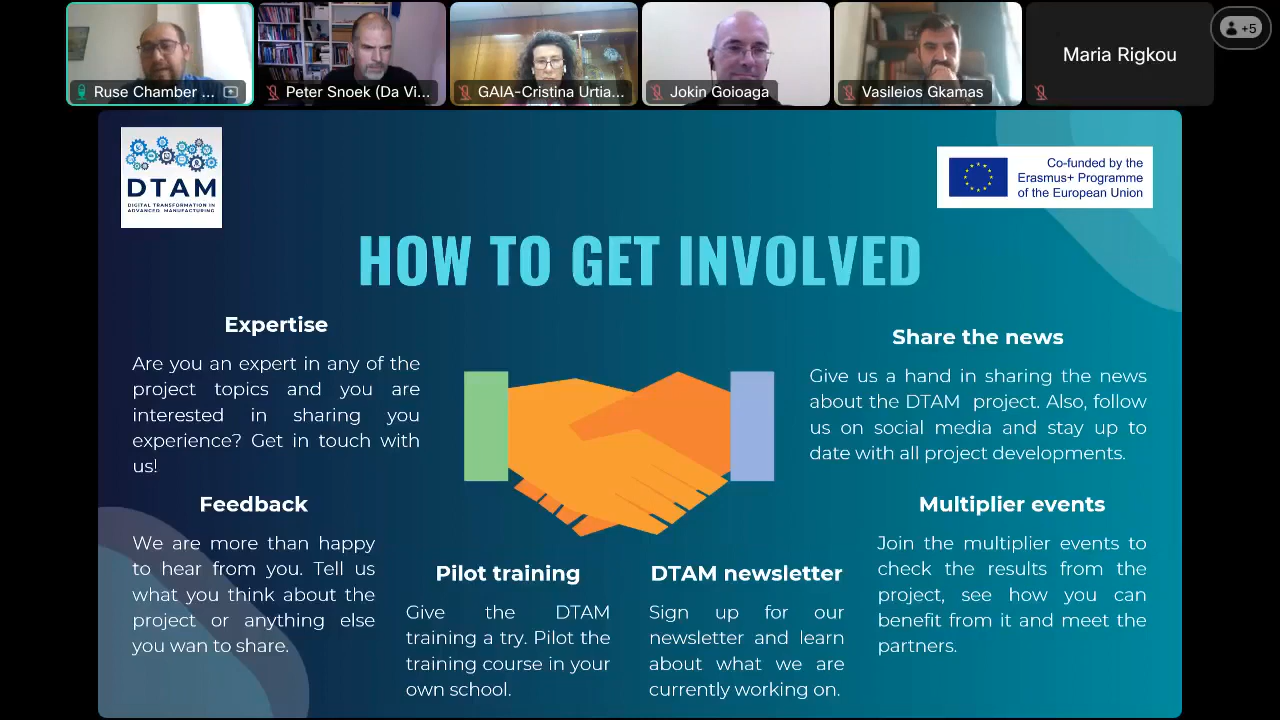 Ruse Chamber ...
Peter Snoek (Da Vi...
GAIA-Cristina Urtia...
Jokin Goioaga
Vasileios Gkamas
Maria Rigkou
+5
DTAM
DIGITAL TRANSFORMATION IN
ADVANCED MANUFACTURING
Co-funded by the
Erasmus+ Programme
of the European Union
HOW TO GET INVOLVED
Expertise
Are you an expert in any of the
project topics and you are
interested in sharing you
experience? Get in touch with
us!
Share the news
Give us a hand in sharing the news
about the DTAM project. Also, follow
us on social media and stay up to
date with all project developments.
Feedback
We are more than happy
to hear from you. Tell us
what you think about the
project or anything else
you wan to share.
Pilot training
Give the DTAM
training a try. Pilot the
training course in your
own school.
DTAM newsletter
Sign up for our
newsletter and learn
about what we are
currently working on.
Multiplier events
Join the multiplier events to
check the results from the
project, see how you can
benefit from it and meet the
partners.